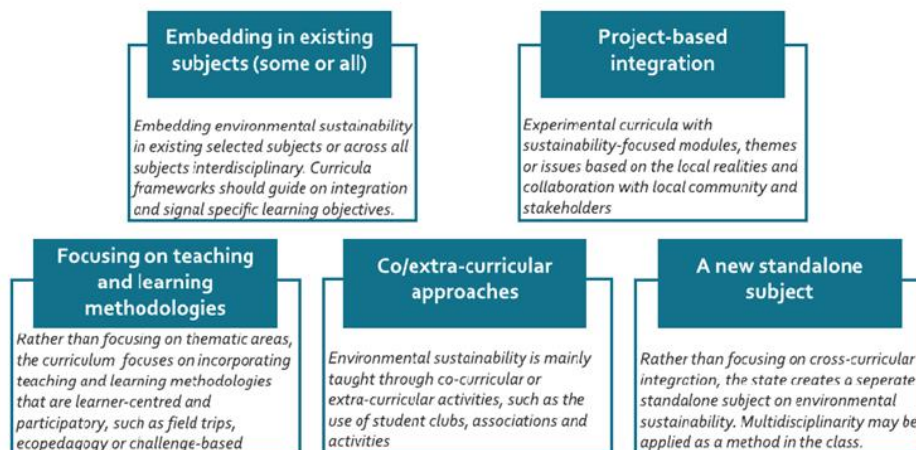 Embedding in existing
subjects (some or all)
Embedding environmental sustainability
in existing selected subjects or across all
subjects interdisciplinary. Curricula
frameworks should guide on integration
and signal specific learning objectives.
Project-based
integration
Experimental curricula with
sustainability-focused modules, themes
or issues based on the local realities and
collaboration with local community and
stakeholders
Focusing on teaching
and learning
methodologies
Rather than focusing on thematic areas,
the curriculum focuses on incorporating
teaching and learning methodologies
that are learner-centred and
participatory, such as field trips,
ecopedagogy or challenge-based
Co/extra-curricular
approaches
Environmental sustainability is mainly
taught through co-curricular or
extra-curricular activities, such as the
use of student clubs, associations and
activities
A new standalone
subject
Rather than focusing on cross-curricular
integration, the state creates a seperate
standalone subject on environmental
sustainability. Multidisciplinarity may be
applied as a method in the class.